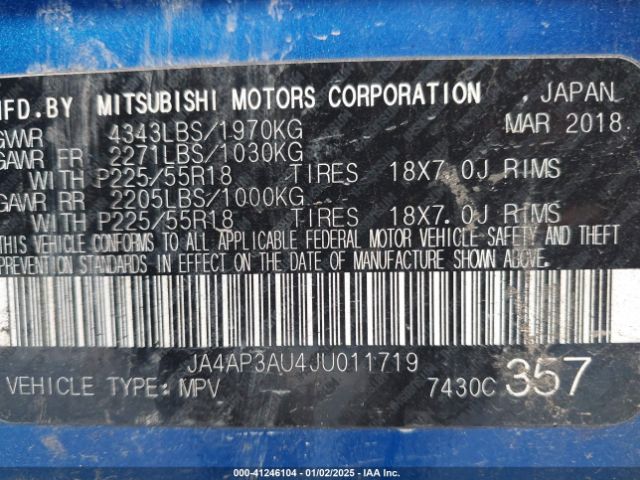 MFD.BY MITSUBISHI MOTORS CORPORATION , JAPAN
GVWR 4343LBS/1970KG MAR 2018
GAWR FR 2271LBS/1030KG
WITH P225/55R18 TIRES 18X7.0J RIMS
GAWR RR 2205LBS/1000KG
WITH P225/55R18 TIRES 18X7.0J RIMS
THIS VEHICLE CONFORMS TO ALL APPLICABLE FEDERAL MOTOR VEHICLE SAFETY AND THEFT
PREVENTION STANDARDS IN EFFECT ON THE DATE OF MANUFACTURE SHOWN ABOVE.
JA4AP3AU4JU011719
VEHICLE TYPE:MPV 7430C 357
© - 41246104 - 01/02/2025 - IAA Inc.